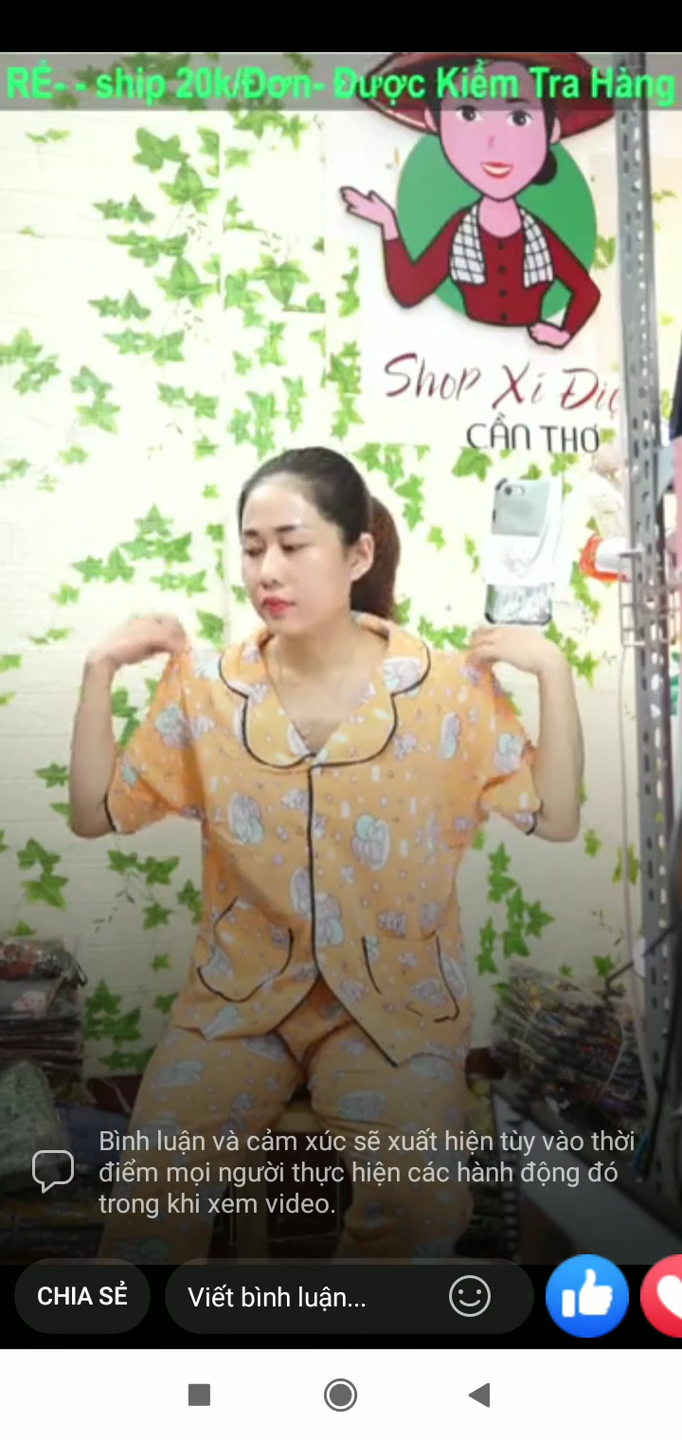 RẺ- - ship 20k/Đơn- Được Kiểm Tra Hàng
Shop Xí
CẦN THƠ
Bình luận và cảm xúc sẽ xuất hiện tùy vào thời
điểm mọi người thực hiện các hành động đó
trong khi xem video.
CHIA SẺ
Viết bình luận...